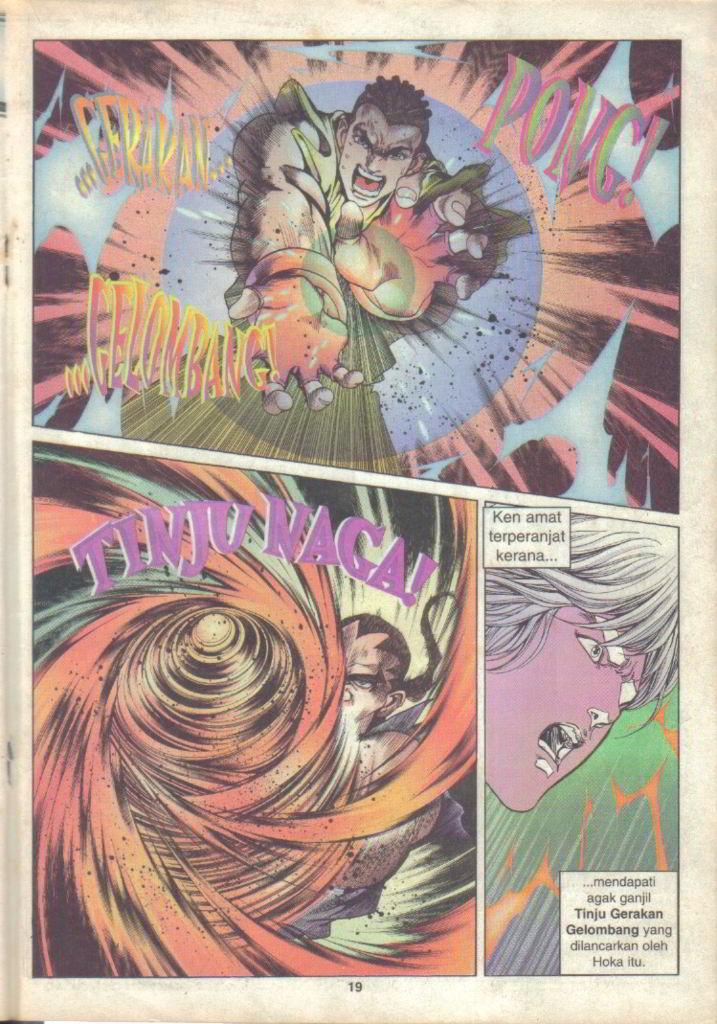 ...GERAKAN...
PONG!
...GELOMBANG!
TINJU NAGA!
Ken amat
terperanjat
kerana...
...mendapati
agak ganjil
Tinju Gerakan
Gelombang yang
dilancarkan oleh
Hoka itu.
19